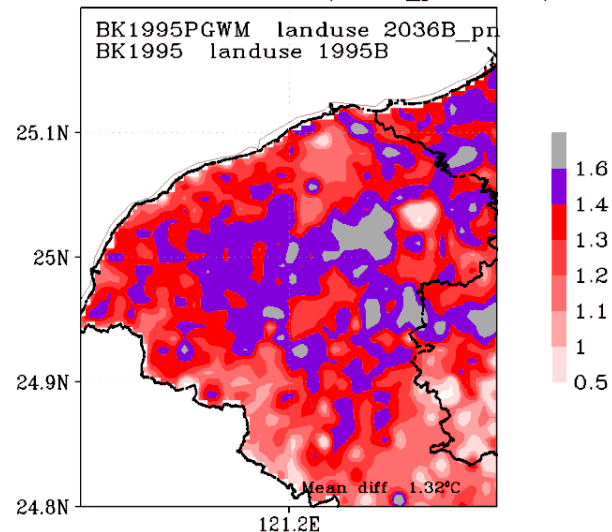 BK1995PGWM landuse 2036B_pn
BK1995 landuse 1995B
25.1N
25N
24.9N
24.8N
121.2E
Mean diff 1.32°C
1.6
1.4
1.3
1.2
1.1
1
0.5